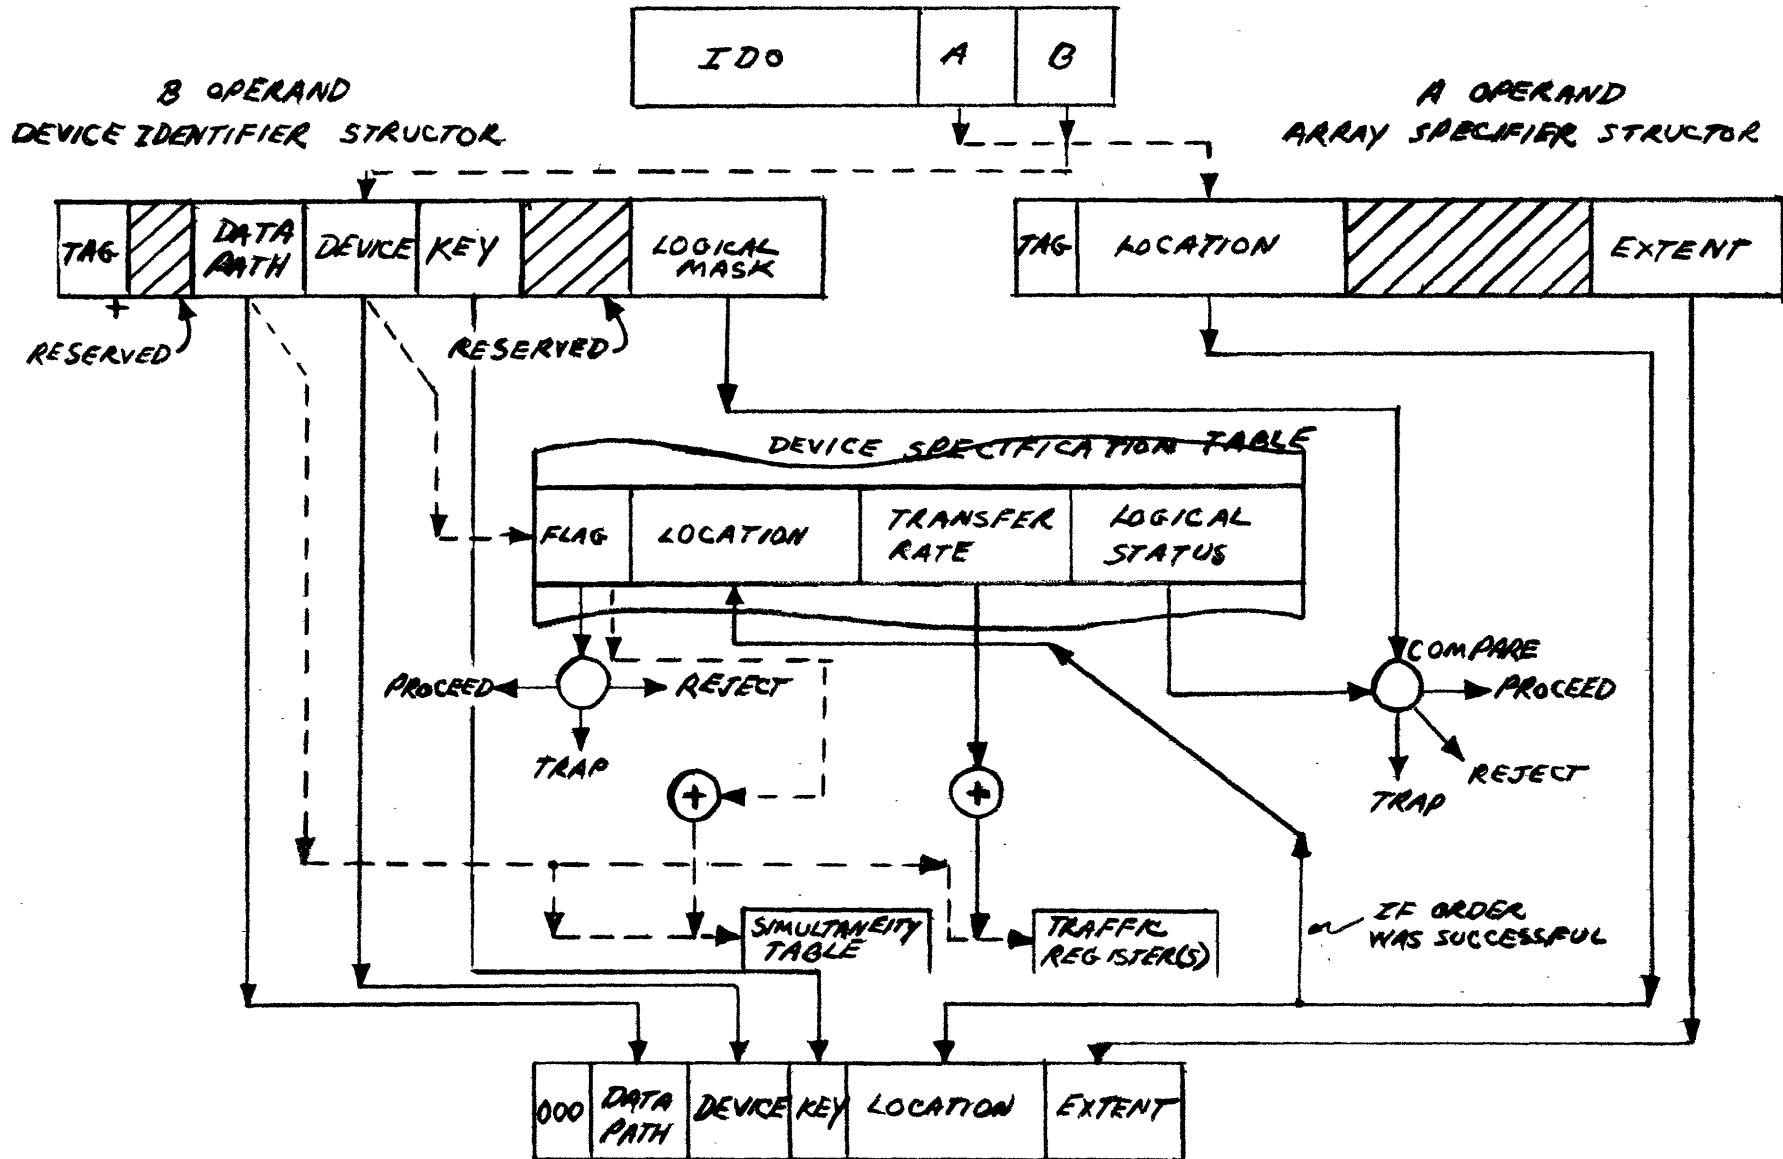 IDO A B
B OPERAND
DEVICE IDENTIFIER STRUCTOR
A OPERAND
ARRAY SPECIFIER STRUCTOR
TAG
DATA
PATH
DEVICE
KEY
LOGICAL
MASK
TAG
LOCATION
EXTENT
+
RESERVED
RESERVED
DEVICE SPECIFICATION TABLE
FLAG
LOCATION
TRANSFER
RATE
LOGICAL
STATUS
PROCEED
REJECT
TRAP
COMPARE
PROCEED
REJECT
TRAP
+
+
SIMULTANEITY
TABLE
TRAFFIC
REGISTER(S)
IF ORDER
WAS SUCCESSFUL
000
DATA
PATH
DEVICE
KEY
LOCATION
EXTENT